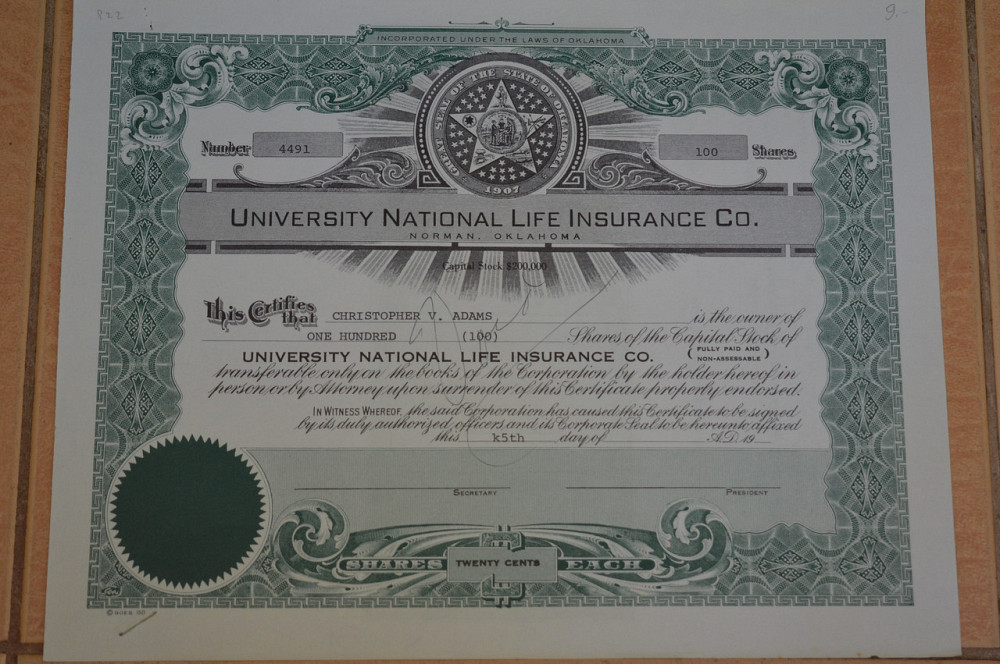 822
9.-
INCORPORATED UNDER THE LAWS OF OKLAHOMA
GREAT SEAL OF THE STATE OF OKLAHOMA
1907
Number 4491
100 Shares
UNIVERSITY NATIONAL LIFE INSURANCE CO.
NORMAN, OKLAHOMA
Capital Stock $200,000
This Certifies that CHRISTOPHER V. ADAMS is the owner of
ONE HUNDRED (100) Shares of the Capital Stock of
UNIVERSITY NATIONAL LIFE INSURANCE CO. (FULLY PAID AND NON-ASSESSABLE)
transferable only on the books of the Corporation by the holder hereof in
person or by Attorney upon surrender of this Certificate properly endorsed.
IN WITNESS WHEREOF, the said Corporation has caused this Certificate to be signed
by its duly authorized officers and its Corporate Seal to be hereunto affixed
this k5th day of A.D. 19
SECRETARY
PRESIDENT
SHARES TWENTY CENTS EACH